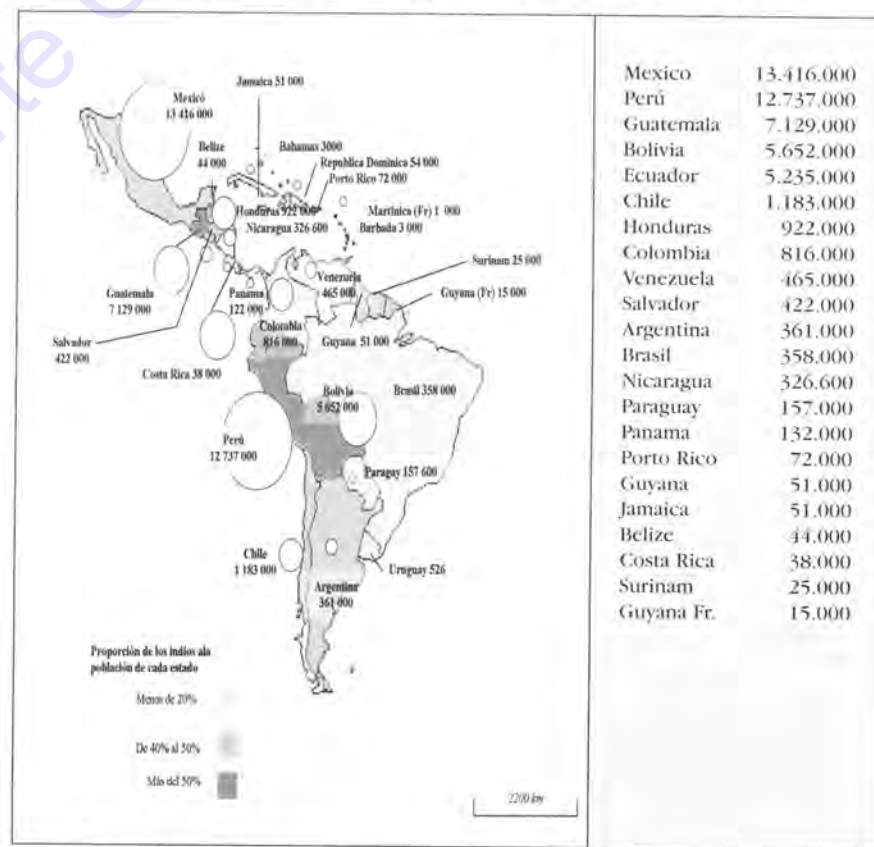 Jamaica 51 000
Mexicó
13 416 000
Belize
44 000
Bahamas 3000
Republica Dominica 54 000
Porto Rico 72 000
Honduras 922 000
Nicaragua 326 600
Martinica (Fr) 1 000
Barbada 3 000
Surinam 25 000
Venezuela
465 000
Guyana (Fr) 15 000
Guatemala
7 129 000
Panama
122 000
Colombia
816 000
Guyana 51 000
Salvador
422 000
Costa Rica 38 000
Bolivia
5 652 000
Brasil 358 000
Perú
12 737 000
Paragay 157 600
Chile
1 183 000
Uruguay 526
Argentine
361 000
Proporción de los indios ala
población de cada estado
Menos de 20%
De 40% al 50%
Más del 50%
2200 km
Mexico 13.416.000
Perú 12.737.000
Guatemala 7.129.000
Bolivia 5.652.000
Ecuador 5.235.000
Chile 1.183.000
Honduras 922.000
Colombia 816.000
Venezuela 465.000
Salvador 422.000
Argentina 361.000
Brasil 358.000
Nicaragua 326.600
Paraguay 157.000
Panama 132.000
Porto Rico 72.000
Guyana 51.000
Jamaica 51.000
Belize 44.000
Costa Rica 38.000
Surinam 25.000
Guyana Fr. 15.000